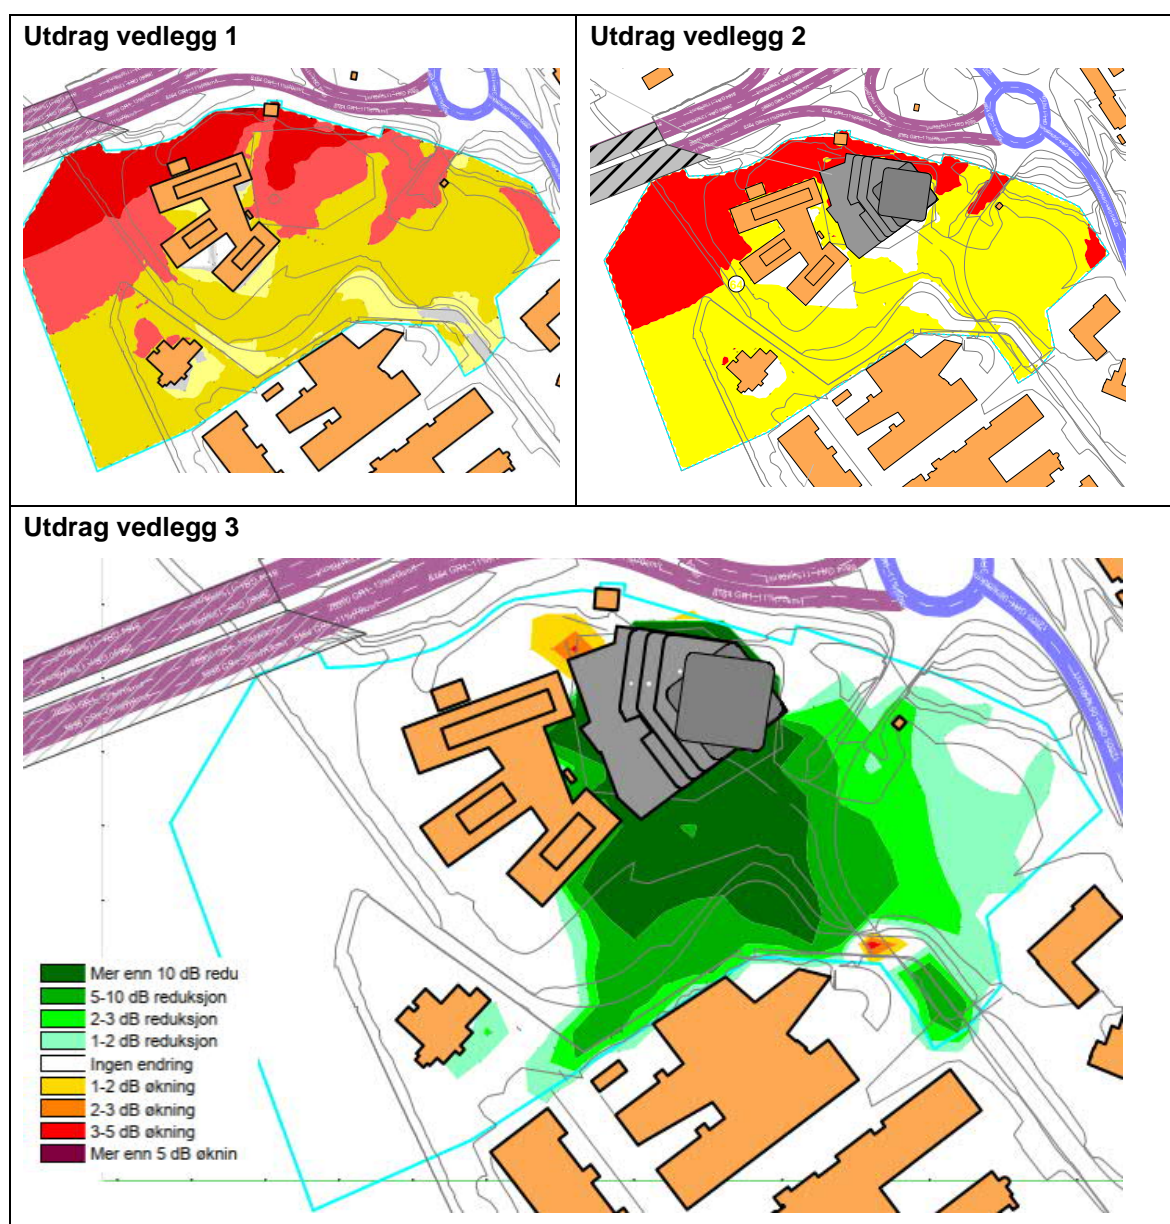 Utdrag vedlegg 1
Utdrag vedlegg 2
Utdrag vedlegg 3
Mer enn 10 dB redu
5-10 dB reduksjon
2-3 dB reduksjon
1-2 dB reduksjon
Ingen endring
1-2 dB økning
2-3 dB økning
3-5 dB økning
Mer enn 5 dB øknin